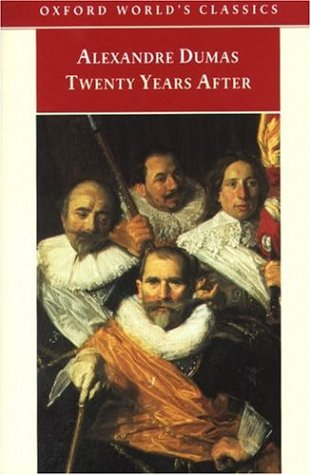 OXFORD WORLD'S CLASSICS
ALEXANDRE DUMAS
TWENTY YEARS AFTER